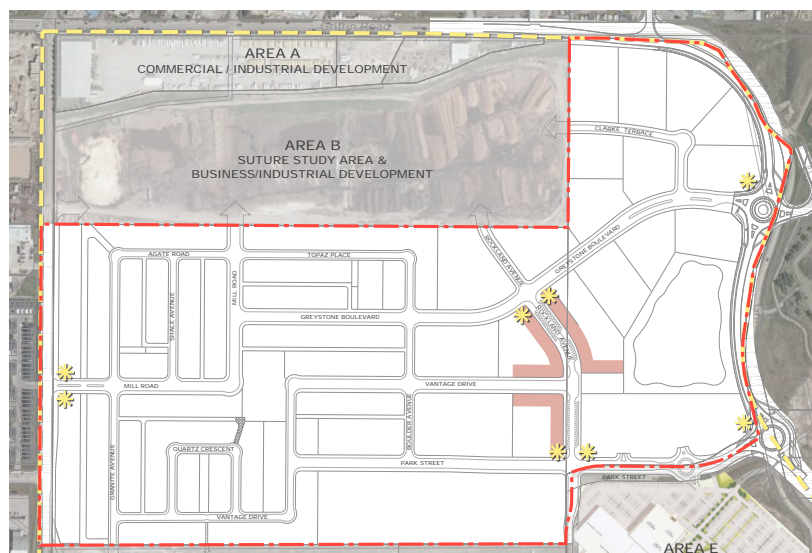 Griffin Road
AREA A
COMMERCIAL / INDUSTRIAL DEVELOPMENT
AREA B
SUTURE STUDY AREA &
BUSINESS/INDUSTRIAL DEVELOPMENT
CLARKE TERRACE
AGATE ROAD
TOPAZ PLACE
ROCKLAND AVENUE
GREYSTONE BOULEVARD
SHALE AVENUE
MILL ROAD
GREYSTONE BOULEVARD
ROCKLAND AVENUE
MILL ROAD
VANTAGE DRIVE
BOULDER AVENUE
QUARTZ CRESCENT
GRANITE AVENUE
PARK STREET
PARK STREET
VANTAGE DRIVE
AREA E